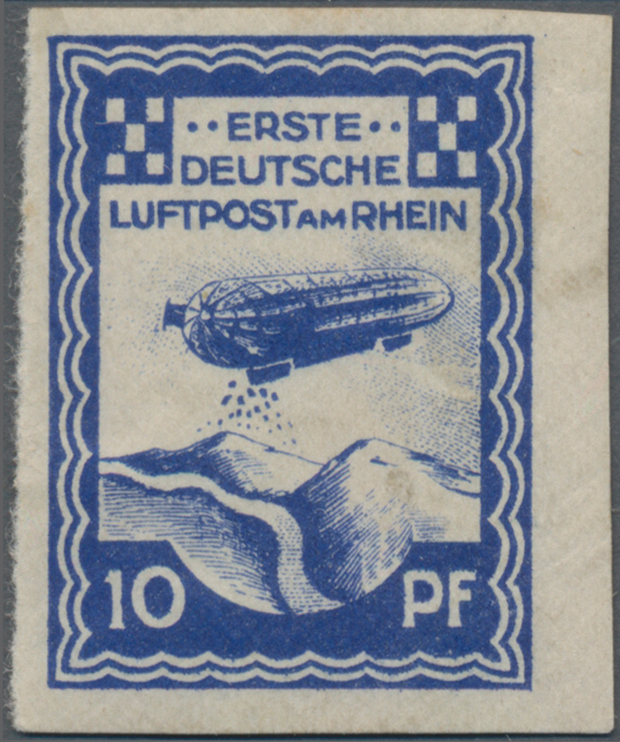 ··ERSTE··
DEUTSCHE
LUFTPOST AM RHEIN
10 PF